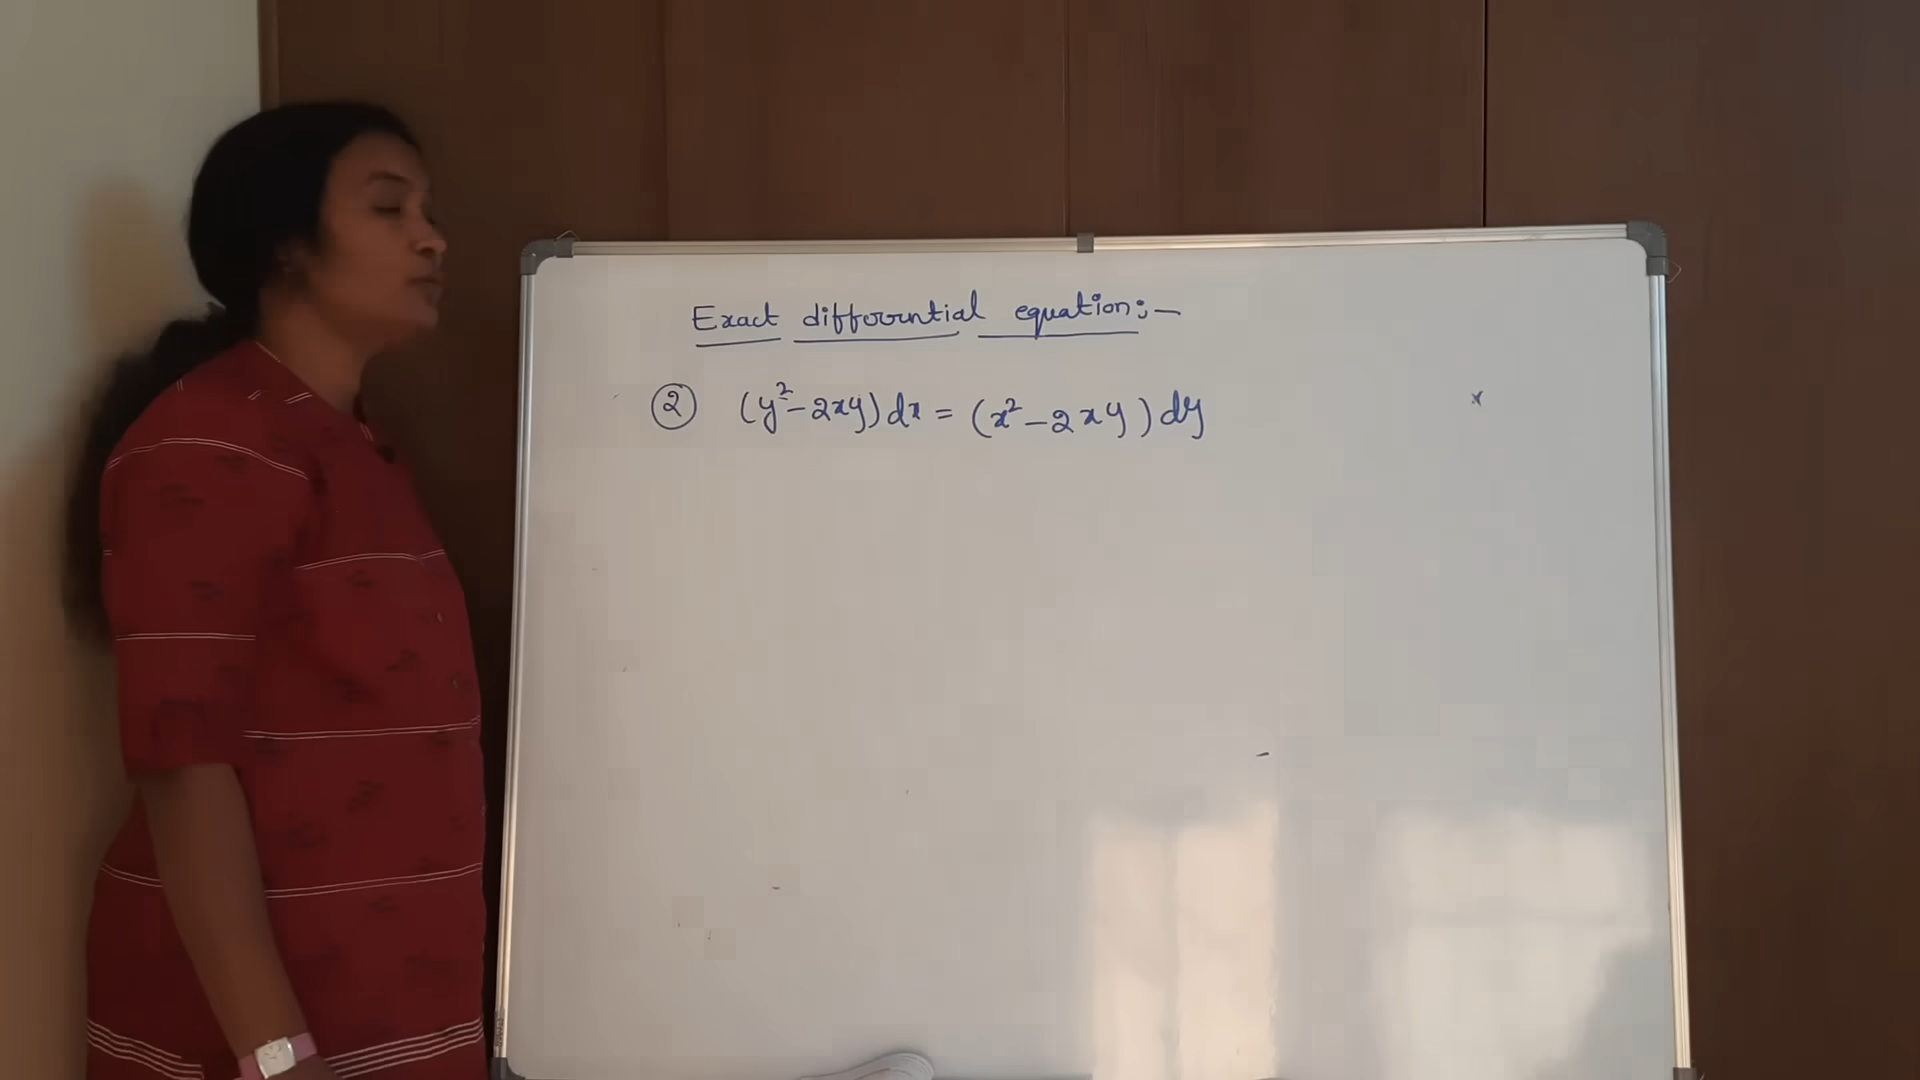 Exact differential equation:-
② (y²-2xy)dx = (x²-2xy)dy